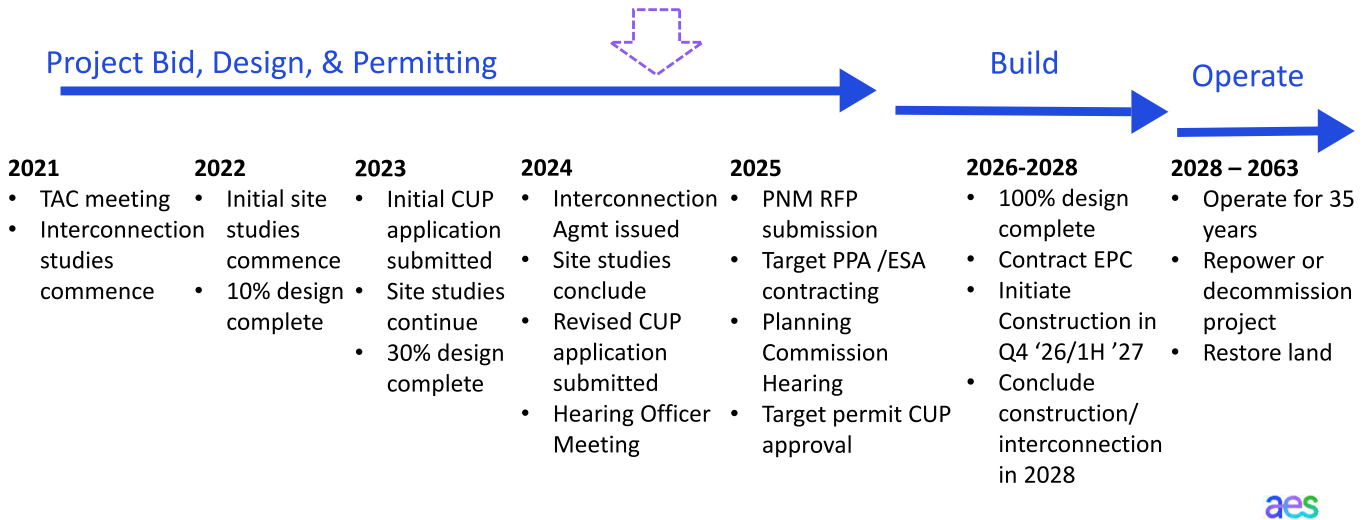 Project Bid, Design, & Permitting
Build
Operate
2021
• TAC meeting
• Interconnection
studies
commence
2022
• Initial site
studies
commence
• 10% design
complete
2023
• Initial CUP
application
submitted
• Site studies
continue
• 30% design
complete
2024
• Interconnection
Agmt issued
• Site studies
conclude
• Revised CUP
application
submitted
• Hearing Officer
Meeting
2025
• PNM RFP
submission
• Target PPA /ESA
contracting
• Planning
Commission
Hearing
• Target permit CUP
approval
2026-2028
• 100% design
complete
• Contract EPC
• Initiate
Construction in
Q4 ‘26/1H ’27
• Conclude
construction/
interconnection
in 2028
2028 – 2063
• Operate for 35
years
• Repower or
decommission
project
• Restore land
aes